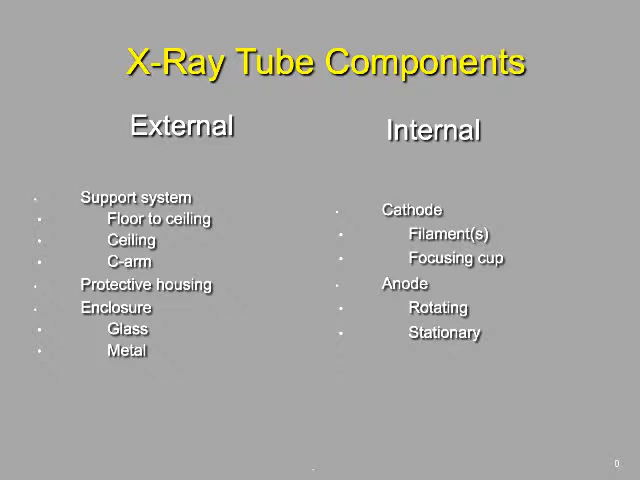 X-Ray Tube Components
External
Support system
Floor to ceiling
Ceiling
C-arm
Protective housing
Enclosure
Glass
Metal
Internal
Cathode
Filament(s)
Focusing cup
Anode
Rotating
Stationary
0